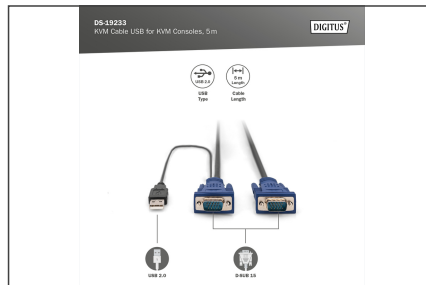 DS-19233
KVM Cable USB for KVM Consoles, 5 m
DIGITUS®
USB 2.0
USB
Type
5 m
Length
Cable
Length
USB 2.0
D-SUB 15